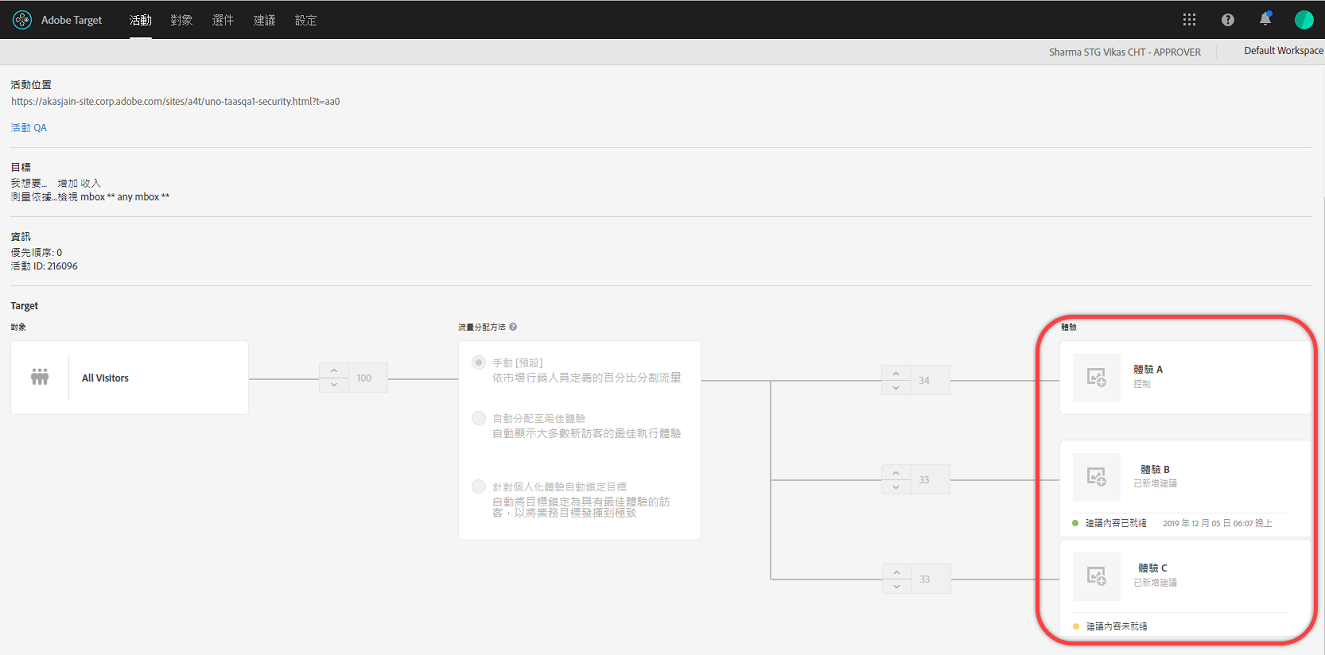 Adobe Target 活動 對象 選件 建議 設定
Sharma STG Vikas CHT - APPROVER Default Workspace
活動位置
https://akasjain-site.corp.adobe.com/sites/a4t/uno-taasqa1-security.html?t=aa0
活動 QA
目標
我想要... 增加 收入
測量依據...檢視 mbox ** any mbox **
資訊
優先順序: 0
活動 ID: 216096
Target
對象
All Visitors
100
流量分配方法
手動 [預設]
依市場行銷人員定義的百分比分割流量
自動分配至最佳體驗
自動顯示大多數新訪客的最佳執行體驗
針對個人化體驗自動鎖定目標
自動將目標鎖定為具有最佳體驗的訪
客，以將業務目標發揮到極致
34
33
33
體驗
體驗 A
控制
體驗 B
已新增建議
建議內容已就緒 2019 年 12 月 05 日 06:07 晚上
體驗 C
已新增建議
建議內容未就緒